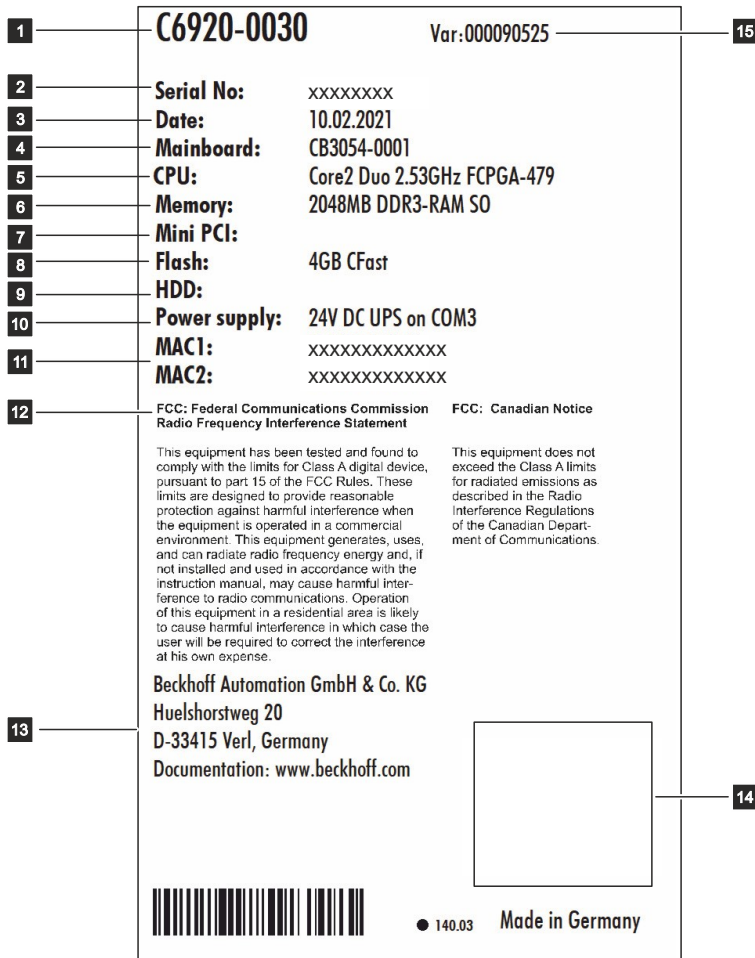 1 C6920-0030 Var:000090525 15
2 Serial No: xxxxxxxx
3 Date: 10.02.2021
4 Mainboard: CB3054-0001
5 CPU: Core2 Duo 2.53GHz FCPGA-479
6 Memory: 2048MB DDR3-RAM SO
7 Mini PCI:
8 Flash: 4GB CFast
9 HDD:
10 Power supply: 24V DC UPS on COM3
11 MAC1: xxxxxxxxxxxxx
MAC2: xxxxxxxxxxxxx
12 FCC: Federal Communications Commission
Radio Frequency Interference Statement
This equipment has been tested and found to
comply with the limits for Class A digital device,
pursuant to part 15 of the FCC Rules. These
limits are designed to provide reasonable
protection against harmful interference when
the equipment is operated in a commercial
environment. This equipment generates, uses,
and can radiate radio frequency energy and, if
not installed and used in accordance with the
instruction manual, may cause harmful inter-
ference to radio communications. Operation
of this equipment in a residential area is likely
to cause harmful interference in which case the
user will be required to correct the interference
at his own expense.
FCC: Canadian Notice
This equipment does not
exceed the Class A limits
for radiated emissions as
described in the Radio
Interference Regulations
of the Canadian Depart-
ment of Communications.
Beckhoff Automation GmbH & Co. KG
Huelshorstweg 20
13 D-33415 Verl, Germany
Documentation: www.beckhoff.com
14
140.03 Made in Germany